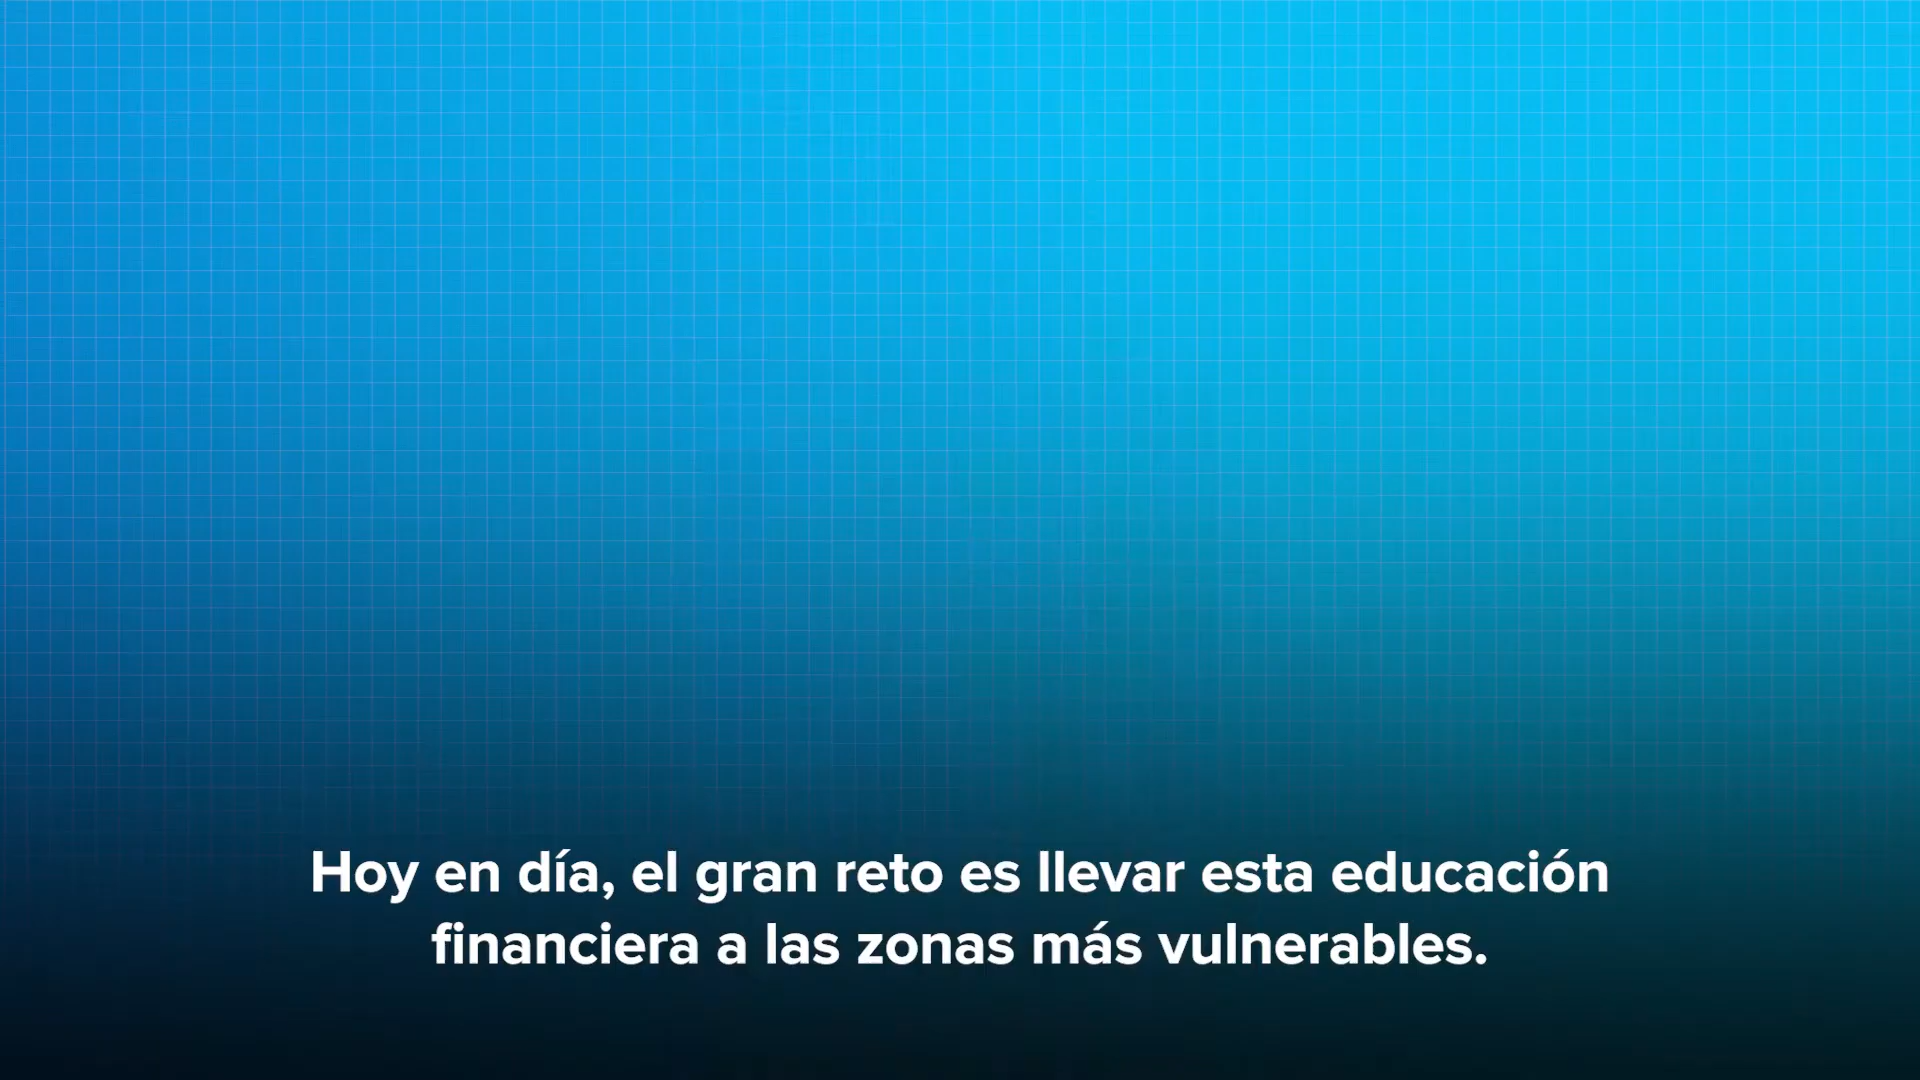 Hoy en día, el gran reto es llevar esta educación
financiera a las zonas más vulnerables.